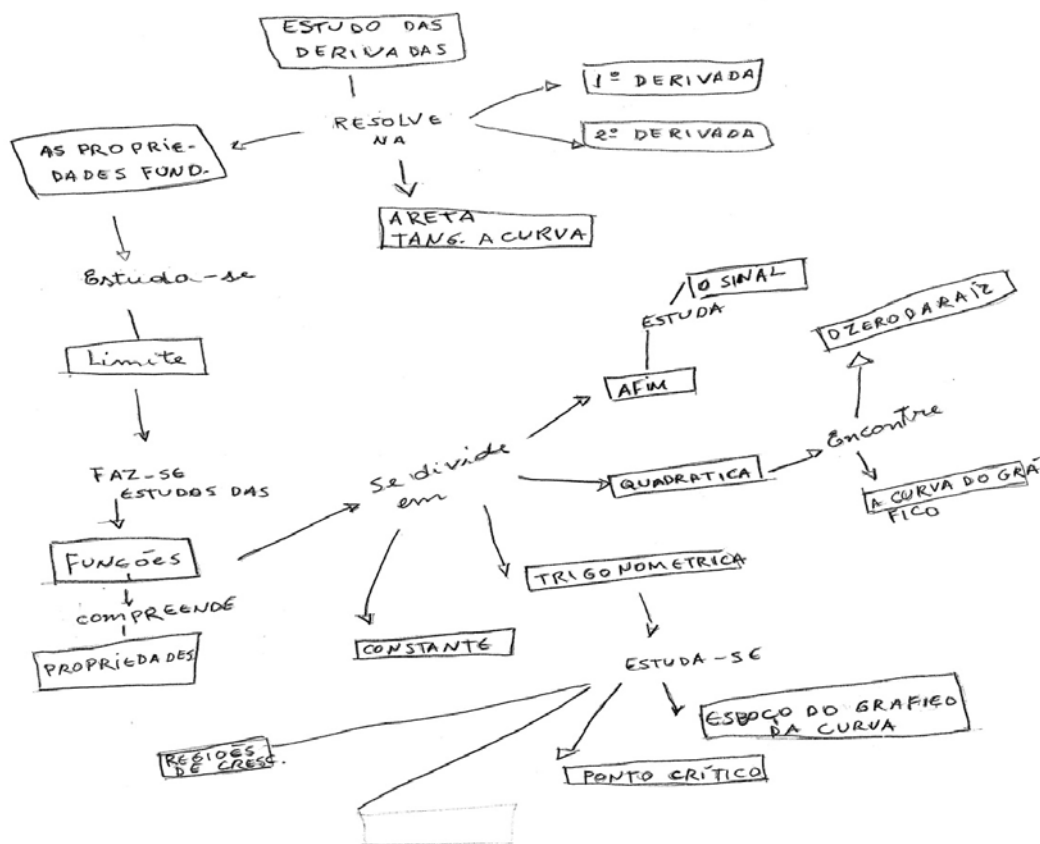 ESTUDO DAS
DERIVADAS
1º DERIVADA
RESOLVE
NA
2º DERIVADA
AS PROPRIE-
DADES FUND.
A RETA
TANG. A CURVA
Estuda-se
O SINAL
ESTUDA
O ZERO DA RAÍZ
Limite
AFIM
Encontre
FAZ-SE
ESTUDOS DAS
Se divide
em
QUADRATICA
A CURVA DO GRÁ
FICO
FUNÇÕES
TRIGONOMETRICA
COMPREENDE
CONSTANTE
PROPRIEDADES
ESTUDA-SE
ESBOÇO DO GRAFICO
DA CURVA
REGIÕES
DE CRESC.
PONTO CRÍTICO